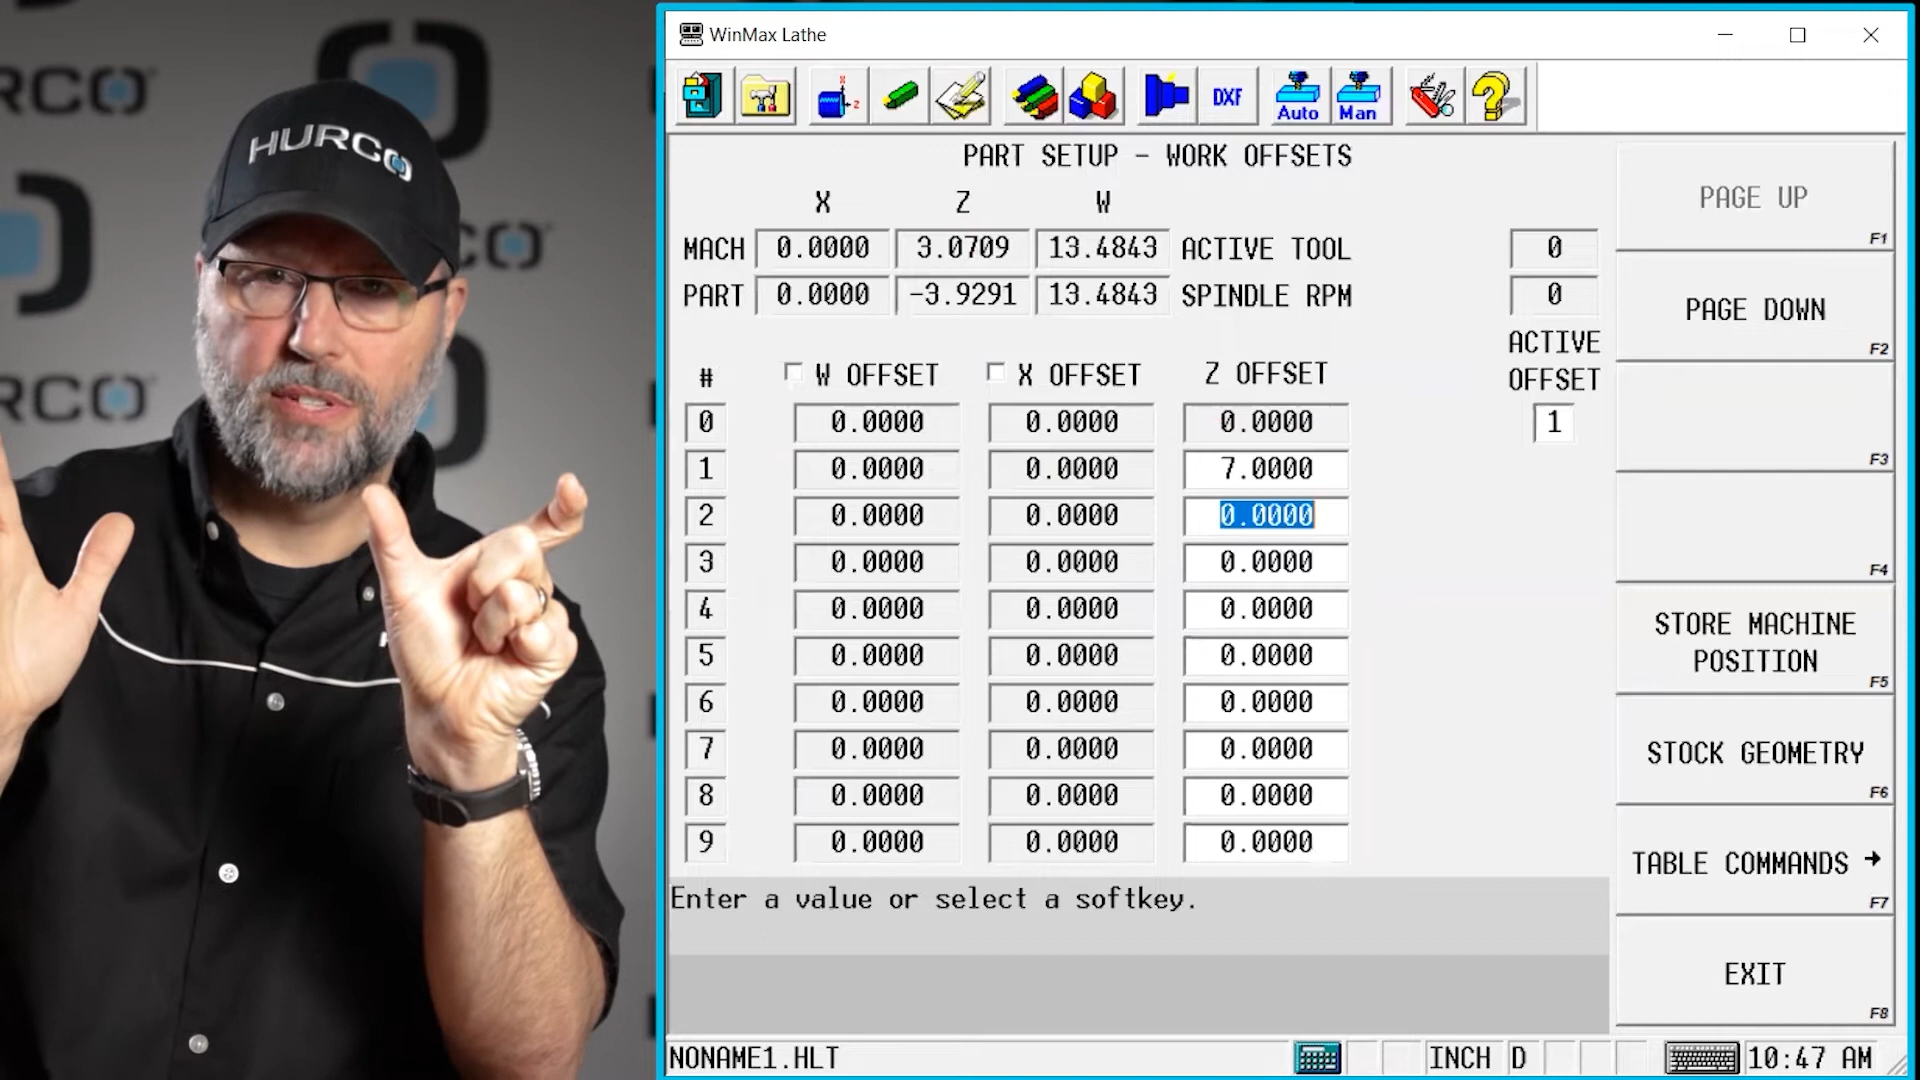 HURCO
RCO
RCO
CO
RCO
WinMax Lathe
X
Z
DXF
Auto
Man
PART SETUP - WORK OFFSETS
X Z W
MACH 0.0000 3.0709 13.4843 ACTIVE TOOL 0
PART 0.0000 -3.9291 13.4843 SPINDLE RPM 0
ACTIVE
OFFSET
1
# W OFFSET X OFFSET Z OFFSET
0 0.0000 0.0000 0.0000
1 0.0000 0.0000 7.0000
2 0.0000 0.0000 0.0000
3 0.0000 0.0000 0.0000
4 0.0000 0.0000 0.0000
5 0.0000 0.0000 0.0000
6 0.0000 0.0000 0.0000
7 0.0000 0.0000 0.0000
8 0.0000 0.0000 0.0000
9 0.0000 0.0000 0.0000
Enter a value or select a softkey.
PAGE UP
F1
PAGE DOWN
F2
F3
F4
STORE MACHINE
POSITION
F5
STOCK GEOMETRY
F6
TABLE COMMANDS →
F7
EXIT
F8
NONAME1.HLT INCH D 10:47 AM